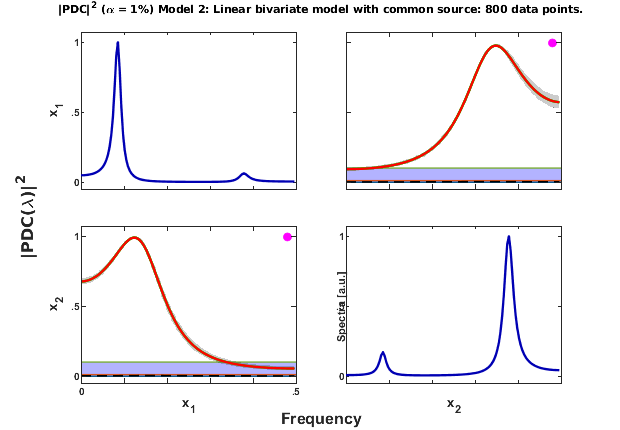 |PDC|² (α = 1%) Model 2: Linear bivariate model with common source: 800 data points.
x₁
1
.5
0
|PDC(λ)|²
x₂
1
.5
0
Spectra [a.u.]
1
0
0
.5
x₁
x₂
Frequency